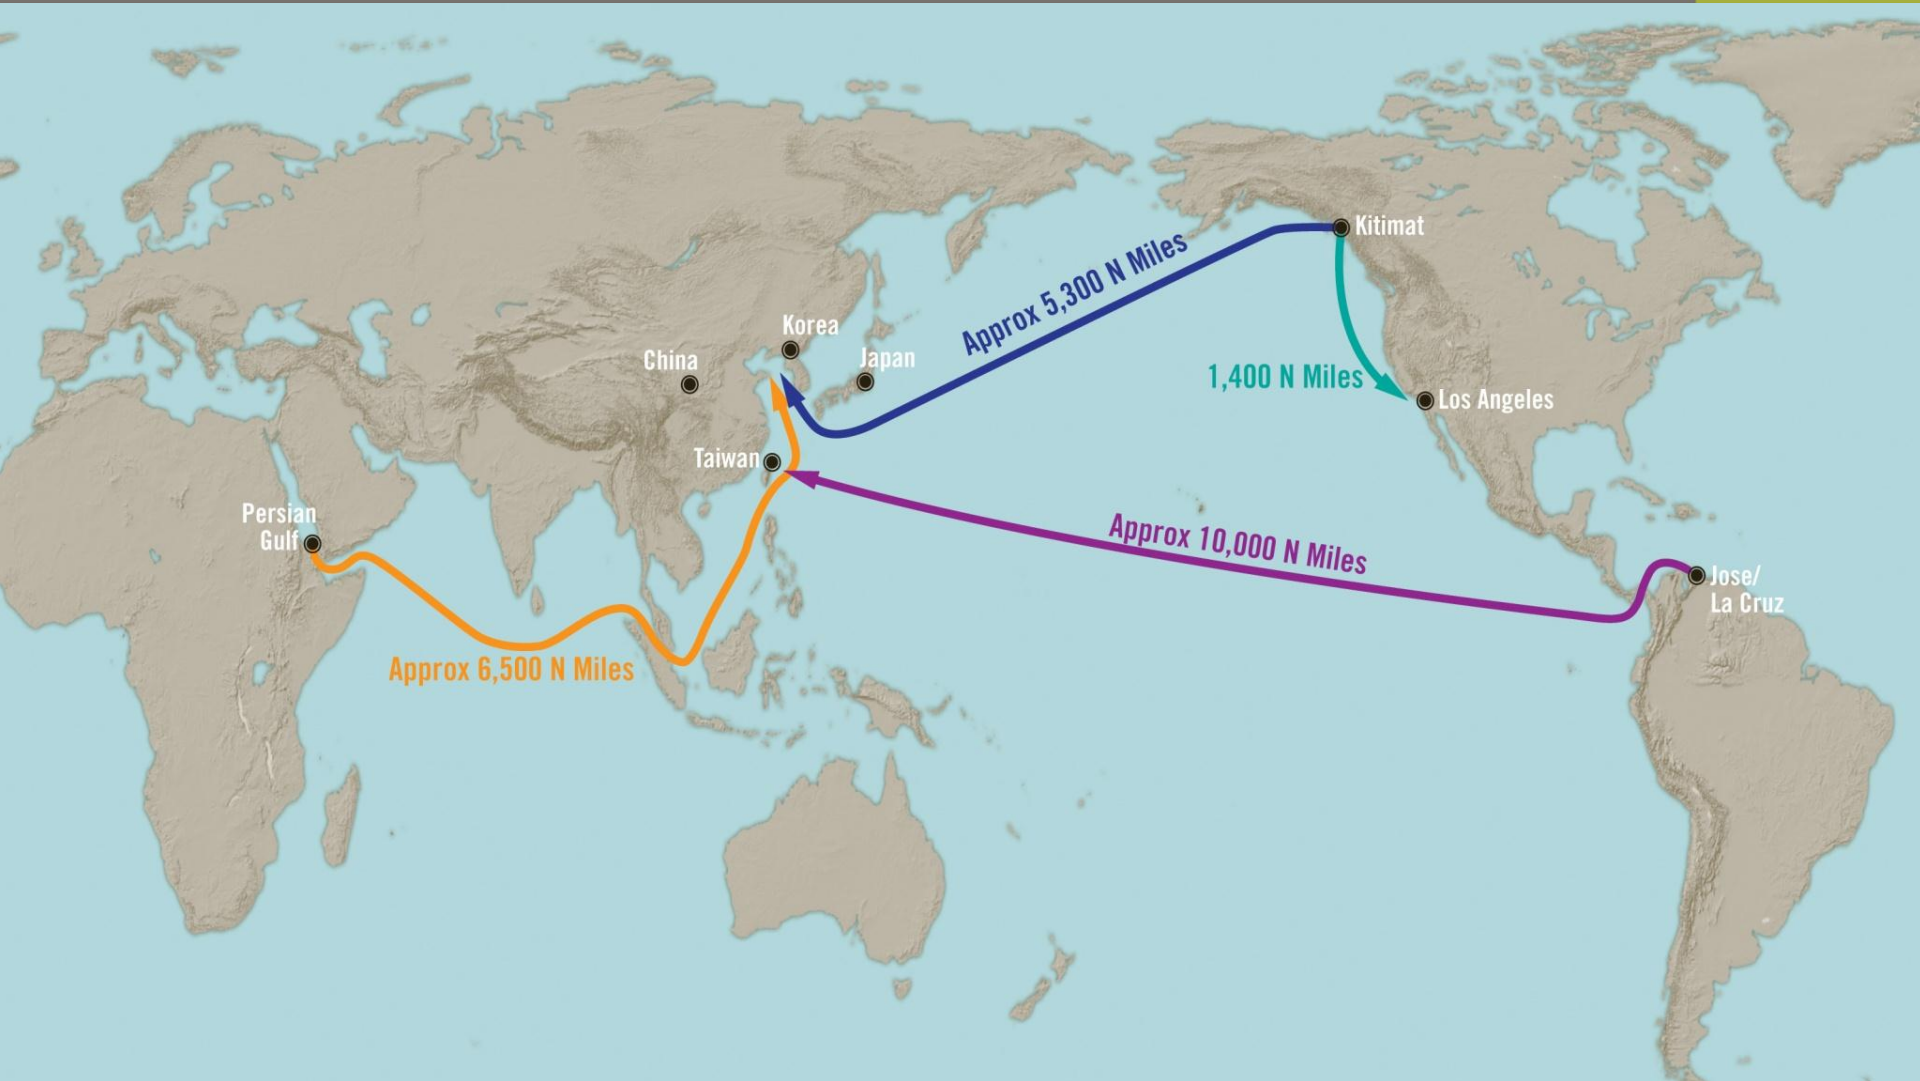 Kitimat
Approx 5,300 N Miles
Korea
China
Japan
1,400 N Miles
Los Angeles
Taiwan
Persian
Gulf
Approx 10,000 N Miles
Jose/
La Cruz
Approx 6,500 N Miles